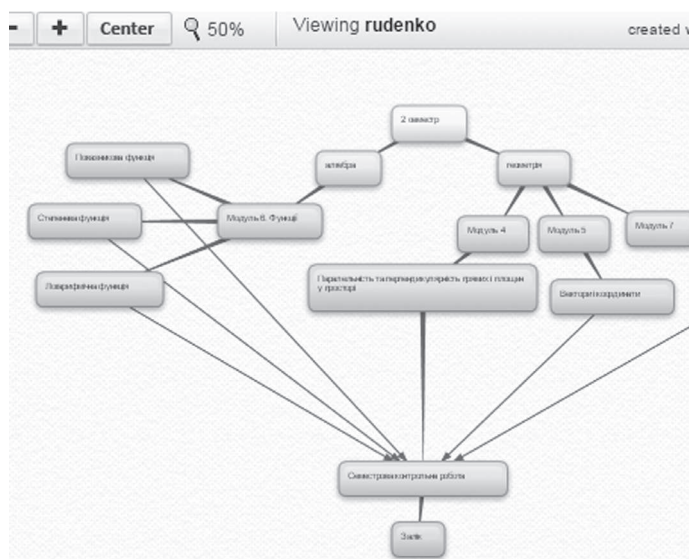 Center 50% Viewing rudenko created
2 семестр
алгебра
геометрія
Показникова функція
Степенева функція
Логарифмічна функція
Модуль 6. Функції
Модуль 4
Модуль 5
Модуль 7
Паралельність та перпендикулярність прямих і площин
у просторі
Вектори і координати
Семестрова контрольна робота
Залік